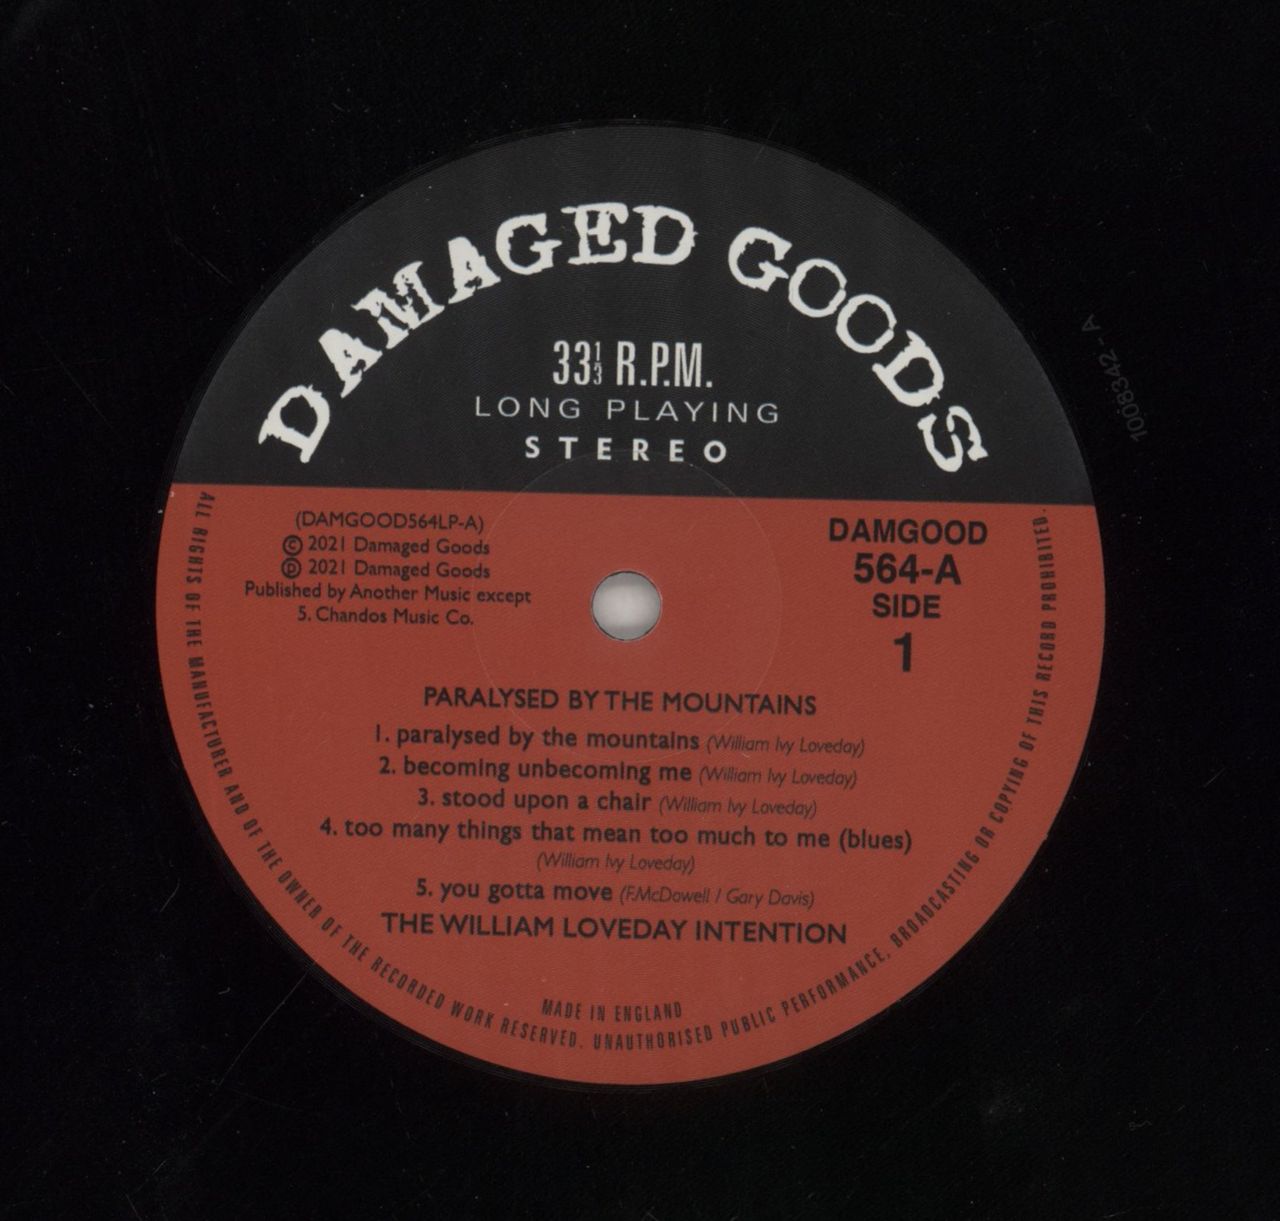 DAMAGED GOODS
33⅓ R.P.M.
LONG PLAYING
STEREO
(DAMGOOD564LP-A)
© 2021 Damaged Goods
℗ 2021 Damaged Goods
Published by Another Music except
5. Chandos Music Co.
DAMGOOD
564-A
SIDE
1
PARALYSED BY THE MOUNTAINS
1. paralysed by the mountains (William Ivy Loveday)
2. becoming unbecoming me (William Ivy Loveday)
3. stood upon a chair (William Ivy Loveday)
4. too many things that mean too much to me (blues)
(William Ivy Loveday)
5. you gotta move (F.McDowell / Gary Davis)
THE WILLIAM LOVEDAY INTENTION
MADE IN ENGLAND
ALL RIGHTS OF THE MANUFACTURER AND OF THE OWNER OF THE RECORDED WORK RESERVED. UNAUTHORISED PUBLIC PERFORMANCE, BROADCASTING OR COPYING OF THIS RECORD PROHIBITED.
1008342 - A